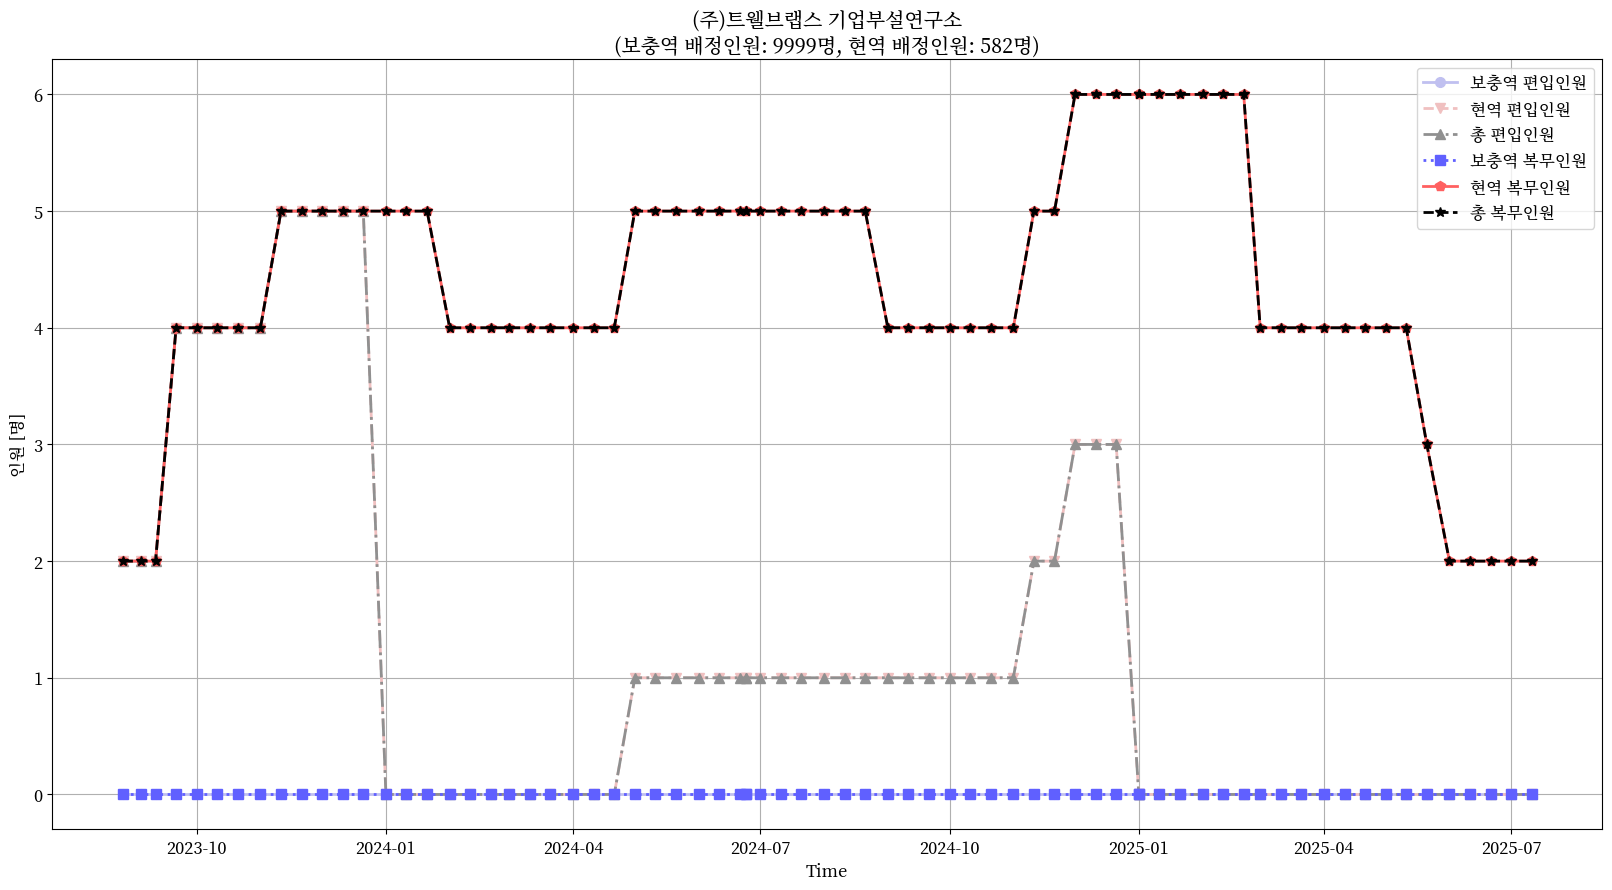 (주)트웰브랩스 기업부설연구소
(보충역 배정인원: 9999명, 현역 배정인원: 582명)
보충역 편입인원
현역 편입인원
총 편입인원
보충역 복무인원
현역 복무인원
총 복무인원
인원 [명]
6
5
4
3
2
1
0
2023-10
2024-01
2024-04
2024-07
2024-10
2025-01
2025-04
2025-07
Time